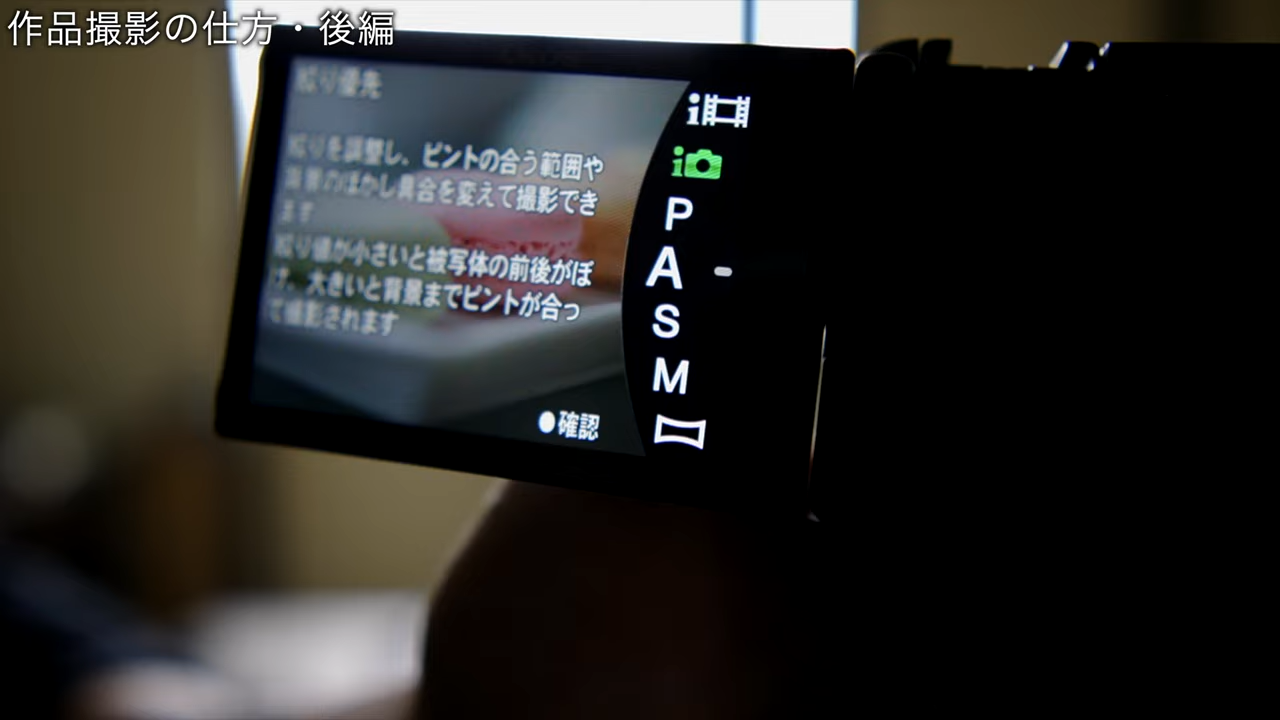 作品撮影の仕方・後編
絞り優先
絞りを調整し、ピントの合う範囲や
背景のぼかし具合を変えて撮影でき
ます
絞り値が小さいと被写体の前後がぼ
け、大きいと背景までピントが合っ
て撮影されます
確認
i
i
P
A
S
M